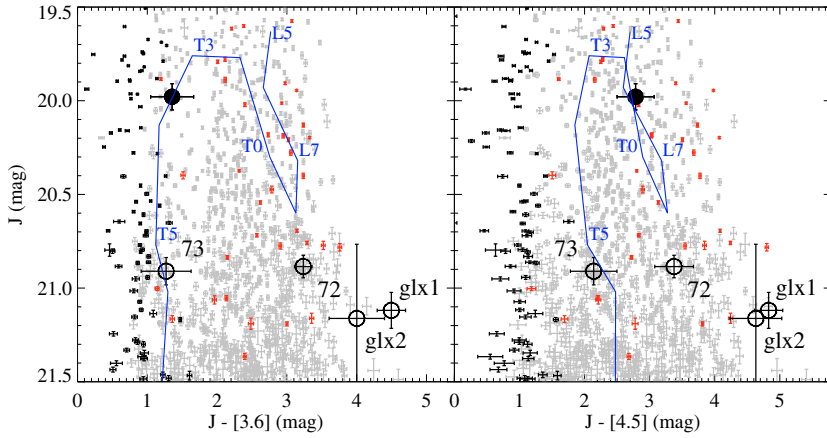 19.5
20.0
20.5
21.0
21.5
J (mag)
T3
L5
T0
L7
T5
73
72
glx1
glx2
0 1 2 3 4 5
J - [3.6] (mag)
T3
L5
T0
L7
T5
73
72
glx1
glx2
0 1 2 3 4 5
J - [4.5] (mag)